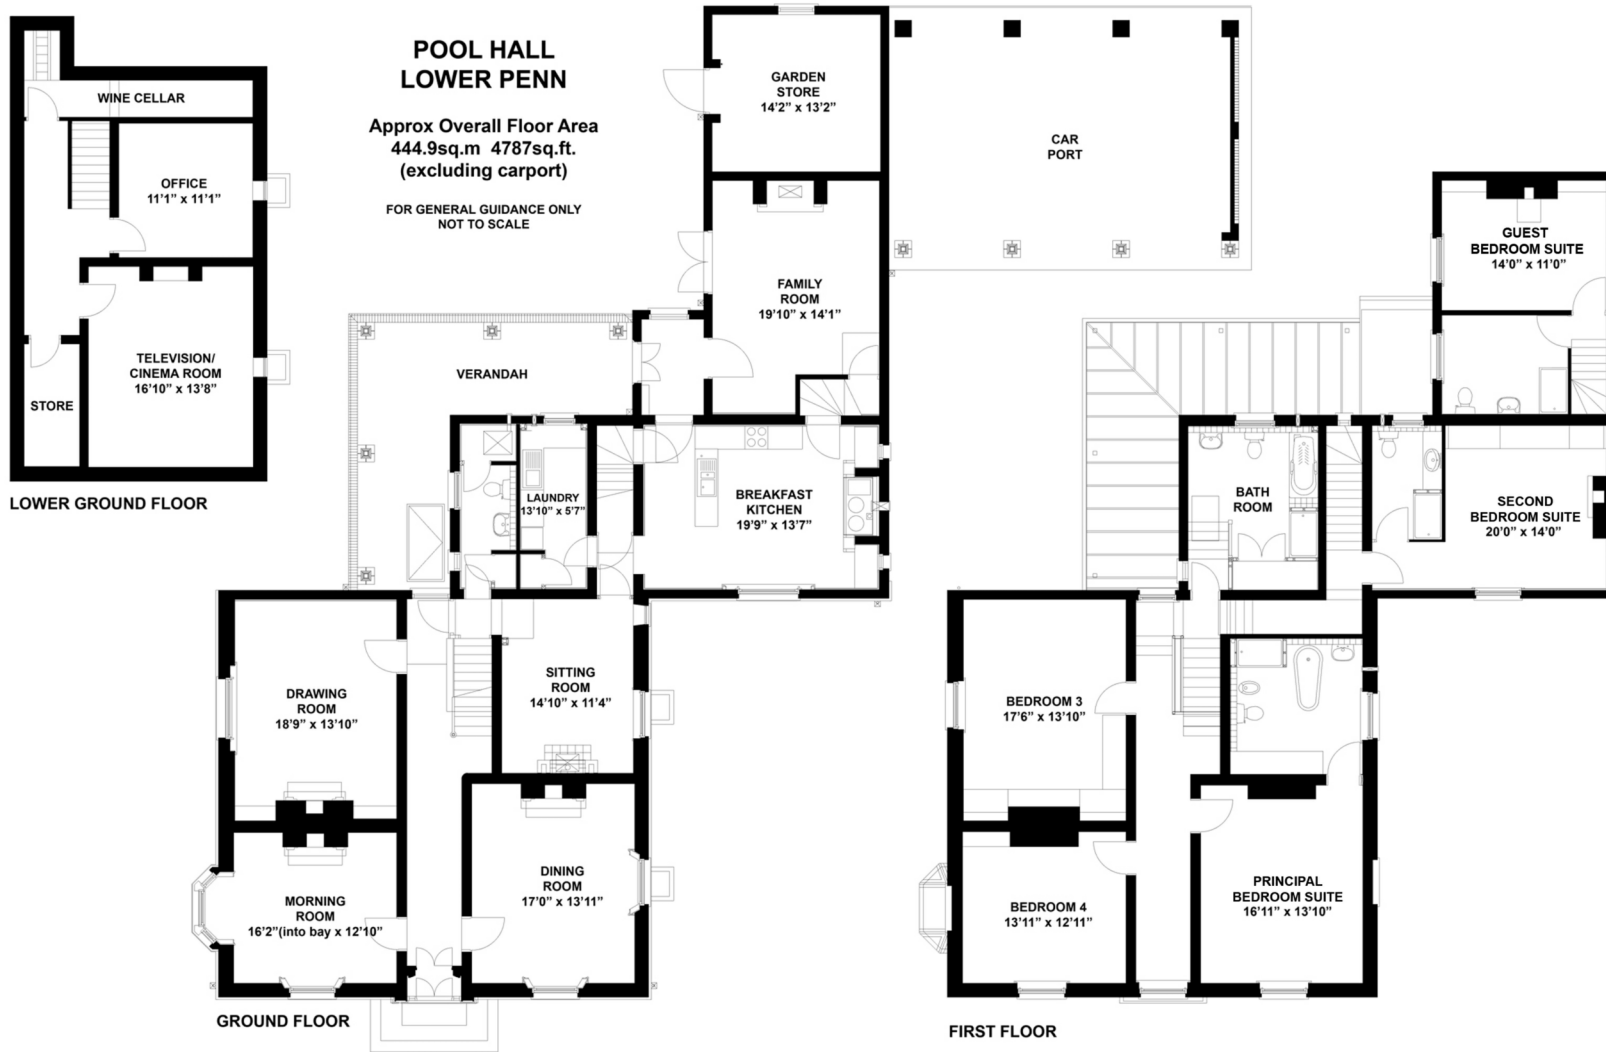 POOL HALL
LOWER PENN
Approx Overall Floor Area
444.9sq.m 4787sq.ft.
(excluding carport)
FOR GENERAL GUIDANCE ONLY
NOT TO SCALE
WINE CELLAR
OFFICE
11'1" x 11'1"
TELEVISION/
CINEMA ROOM
16'10" x 13'8"
STORE
LOWER GROUND FLOOR
GARDEN
STORE
14'2" x 13'2"
CAR
PORT
FAMILY
ROOM
19'10" x 14'1"
VERANDAH
LAUNDRY
13'10" x 5'7"
BREAKFAST
KITCHEN
19'9" x 13'7"
DRAWING
ROOM
18'9" x 13'10"
SITTING
ROOM
14'10" x 11'4"
MORNING
ROOM
16'2"(into bay x 12'10"
DINING
ROOM
17'0" x 13'11"
GROUND FLOOR
GUEST
BEDROOM SUITE
14'0" x 11'0"
BATH
ROOM
SECOND
BEDROOM SUITE
20'0" x 14'0"
BEDROOM 3
17'6" x 13'10"
BEDROOM 4
13'11" x 12'11"
PRINCIPAL
BEDROOM SUITE
16'11" x 13'10"
FIRST FLOOR